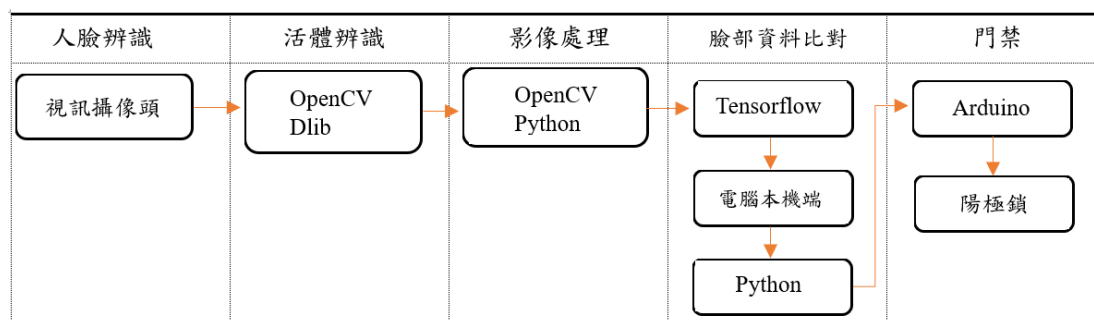 人臉辨識
活體辨識
影像處理
臉部資料比對
門禁
視訊攝像頭
OpenCV
Dlib
OpenCV
Python
Tensorflow
電腦本機端
Python
Arduino
陽極鎖